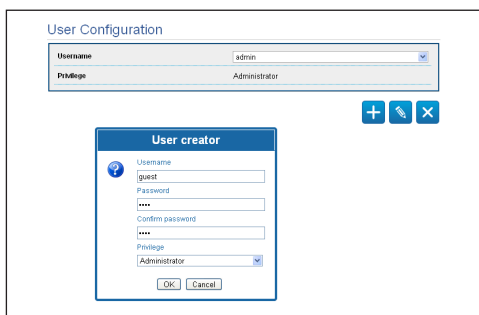 User Configuration
Username admin
Privilege Administrator
User creator
Username
guest
Password
••••
Confirm password
••••
Privilege
Administrator
OK Cancel